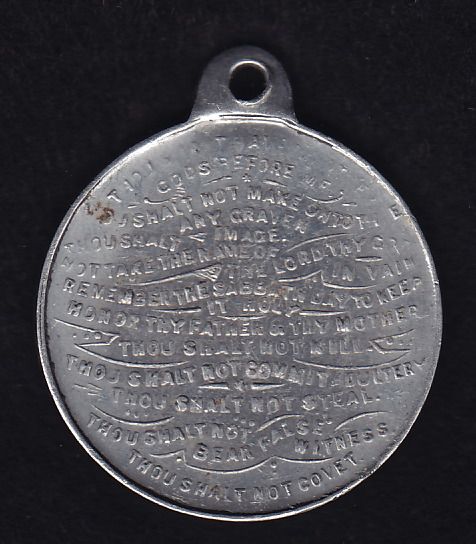 GODS BEFORE ME
SHALT NOT MAKE UNTO TH
ANY GRAVEN
THOU SHALT IMAGE.
NOT TAKE THE NAME OF
THE LORD THY GO
IN VAIN
REMEMBER THE SABBATH DAY TO KEEP
IT HOLY
HONOR THY FATHER & THY MOTHER
THOU SHALT NOT KILL
THOU SHALT NOT COMMIT ADULTERY
THOU SHALT NOT STEAL.
THOU SHALT NOT.
BEAR FALSE
WITNESS
THOU SHALT NOT COVET